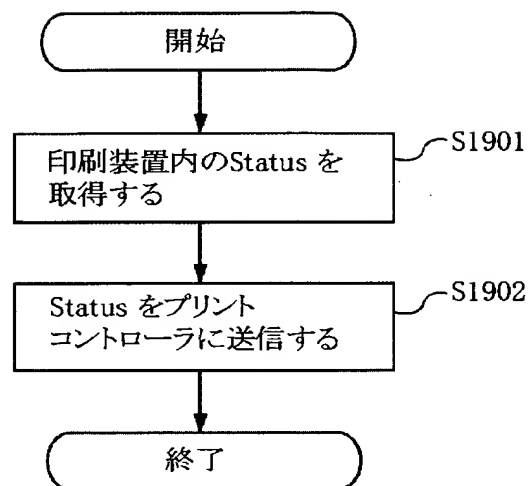 開始
印刷装置内のStatus を
取得する
S1901
Status をプリント
コントローラに送信する
S1902
終了